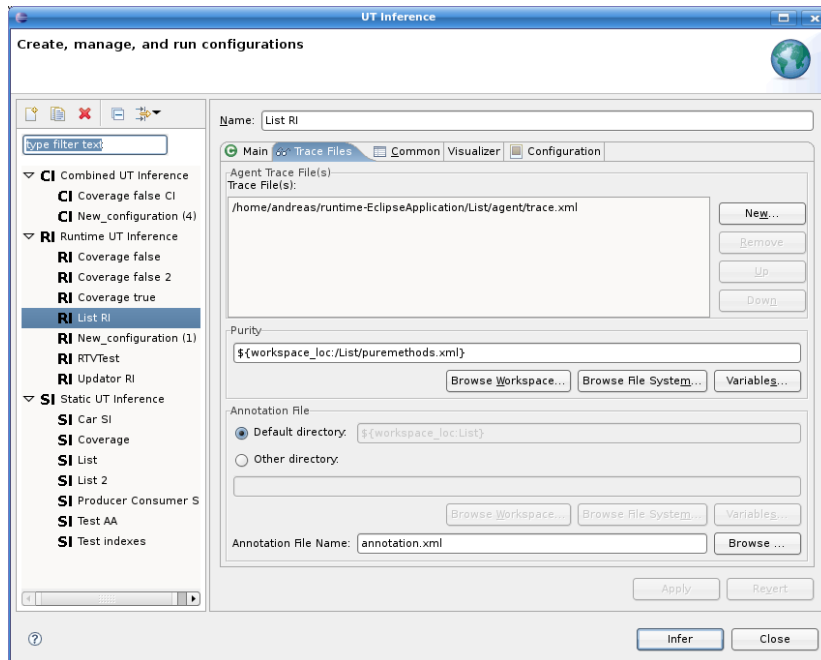 UT Inference
Create, manage, and run configurations
type filter text
CI Combined UT Inference
CI Coverage false CI
CI New_configuration (4)
RI Runtime UT Inference
RI Coverage false
RI Coverage false 2
RI Coverage true
RI List RI
RI New_configuration (1)
RI RTVTest
RI Updator RI
SI Static UT Inference
SI Car SI
SI Coverage
SI List
SI List 2
SI Producer Consumer S
SI Test AA
SI Test indexes
Name: List RI
C Main Trace Files Common Visualizer Configuration
Agent Trace File(s)
Trace File(s):
/home/andreas/runtime-EclipseApplication/List/agent/trace.xml
New...
Remove
Up
Down
Purity
${workspace_loc:/List/puremethods.xml}
Browse Workspace... Browse File System... Variables...
Annotation File
Default directory: ${workspace_loc:List}
Other directory:
Browse Workspace... Browse File System... Variables...
Annotation File Name: annotation.xml Browse ...
Apply Revert
? Infer Close